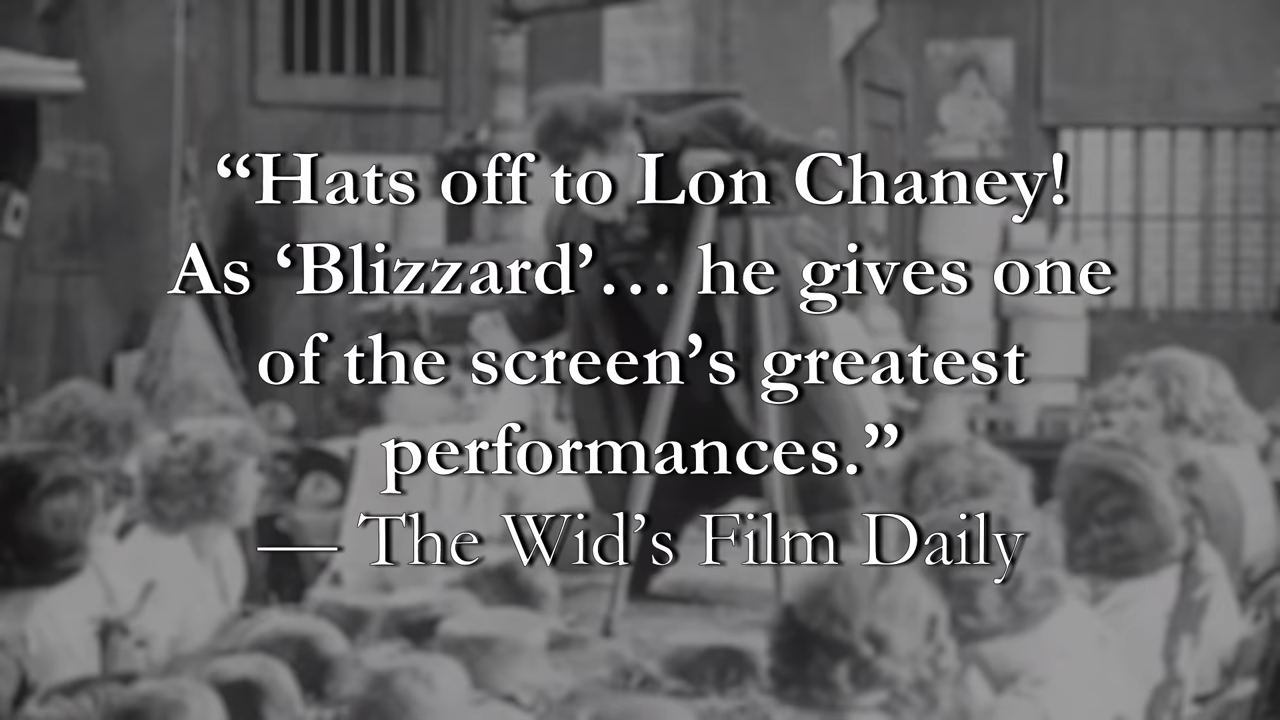 “Hats off to Lon Chaney!
As ‘Blizzard’… he gives one
of the screen’s greatest
performances.”
— The Wid’s Film Daily